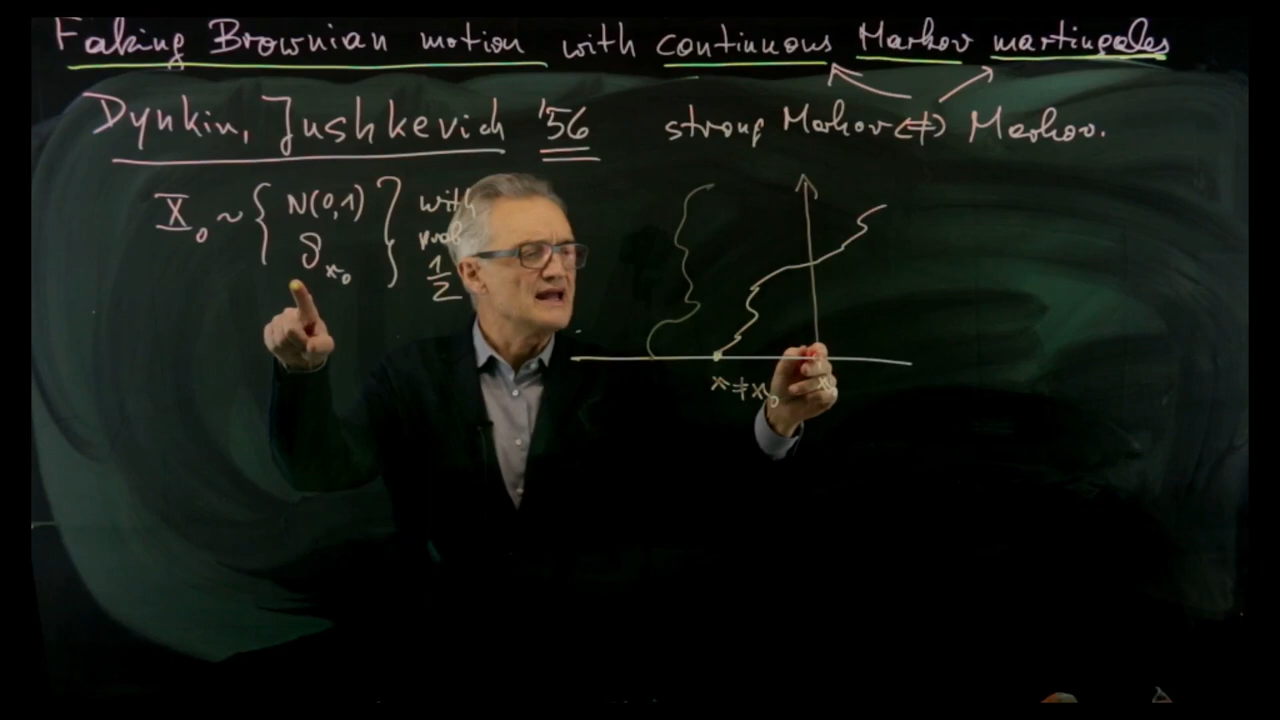 Faking Brownian motion with continuous Markov martingales
Dynkin, Jushkevich '56 strong Markov (⇏) Markov.
X₀ ~ { N(0,1) δₓ₀ } with prob 1/2
x ≠ x₀